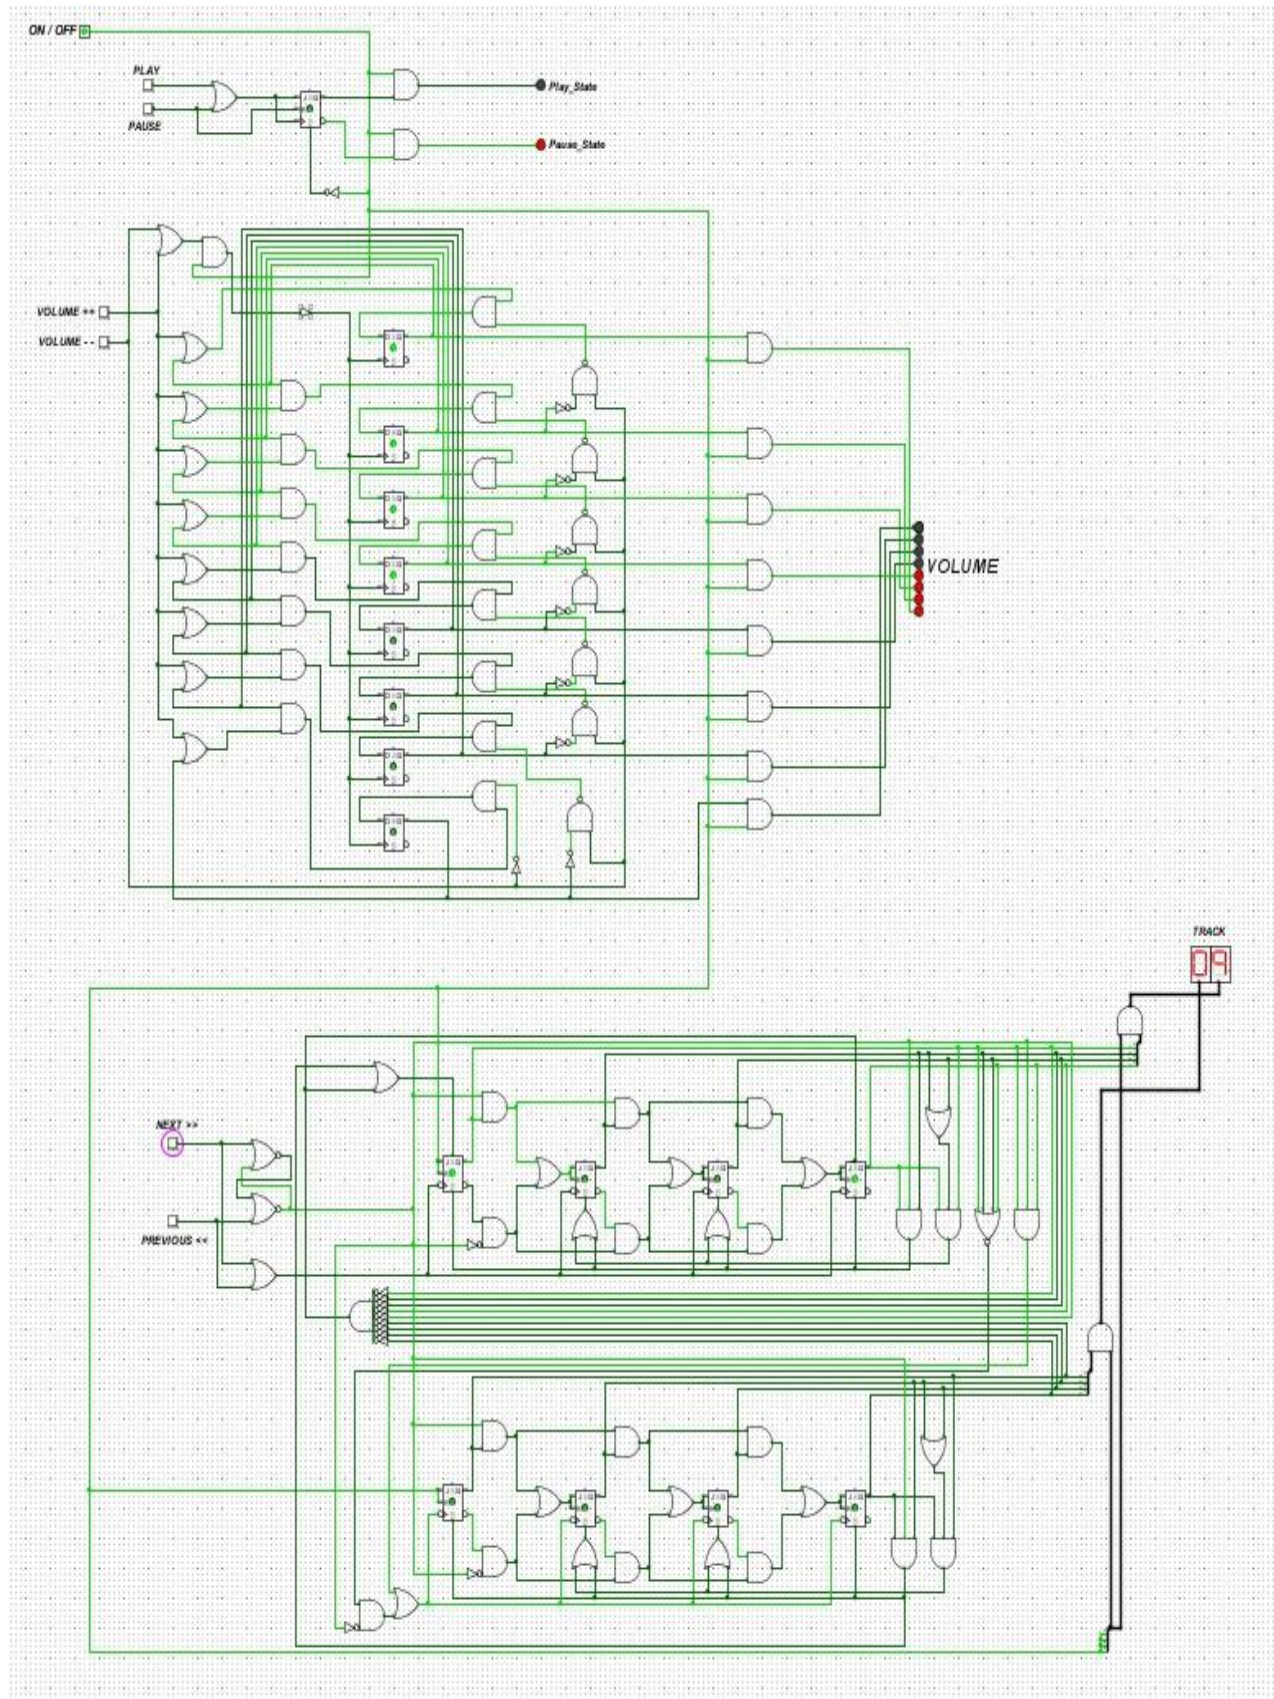 ON / OFF
PLAY
Play_State
PAUSE
Pause_State
VOLUME ++
VOLUME - -
VOLUME
TRACK
09
NEXT >>
PREVIOUS <<